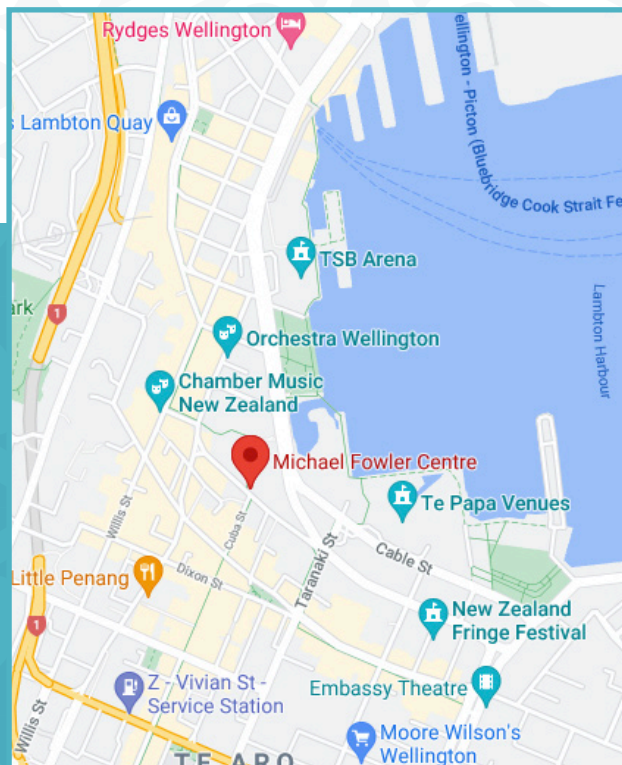 Rydges Wellington
ellington - Picton (Bluebridge Cook Strait Fe
s Lambton Quay
TSB Arena
Lambton Harbour
ark
1
Orchestra Wellington
Chamber Music
New Zealand
Michael Fowler Centre
Te Papa Venues
Willis St
Cuba St
Taranaki St
Cable St
Little Penang
Dixon St
New Zealand
Fringe Festival
1
Z - Vivian St -
Service Station
Embassy Theatre
Willis St
Moore Wilson's
Wellington
TE ARO